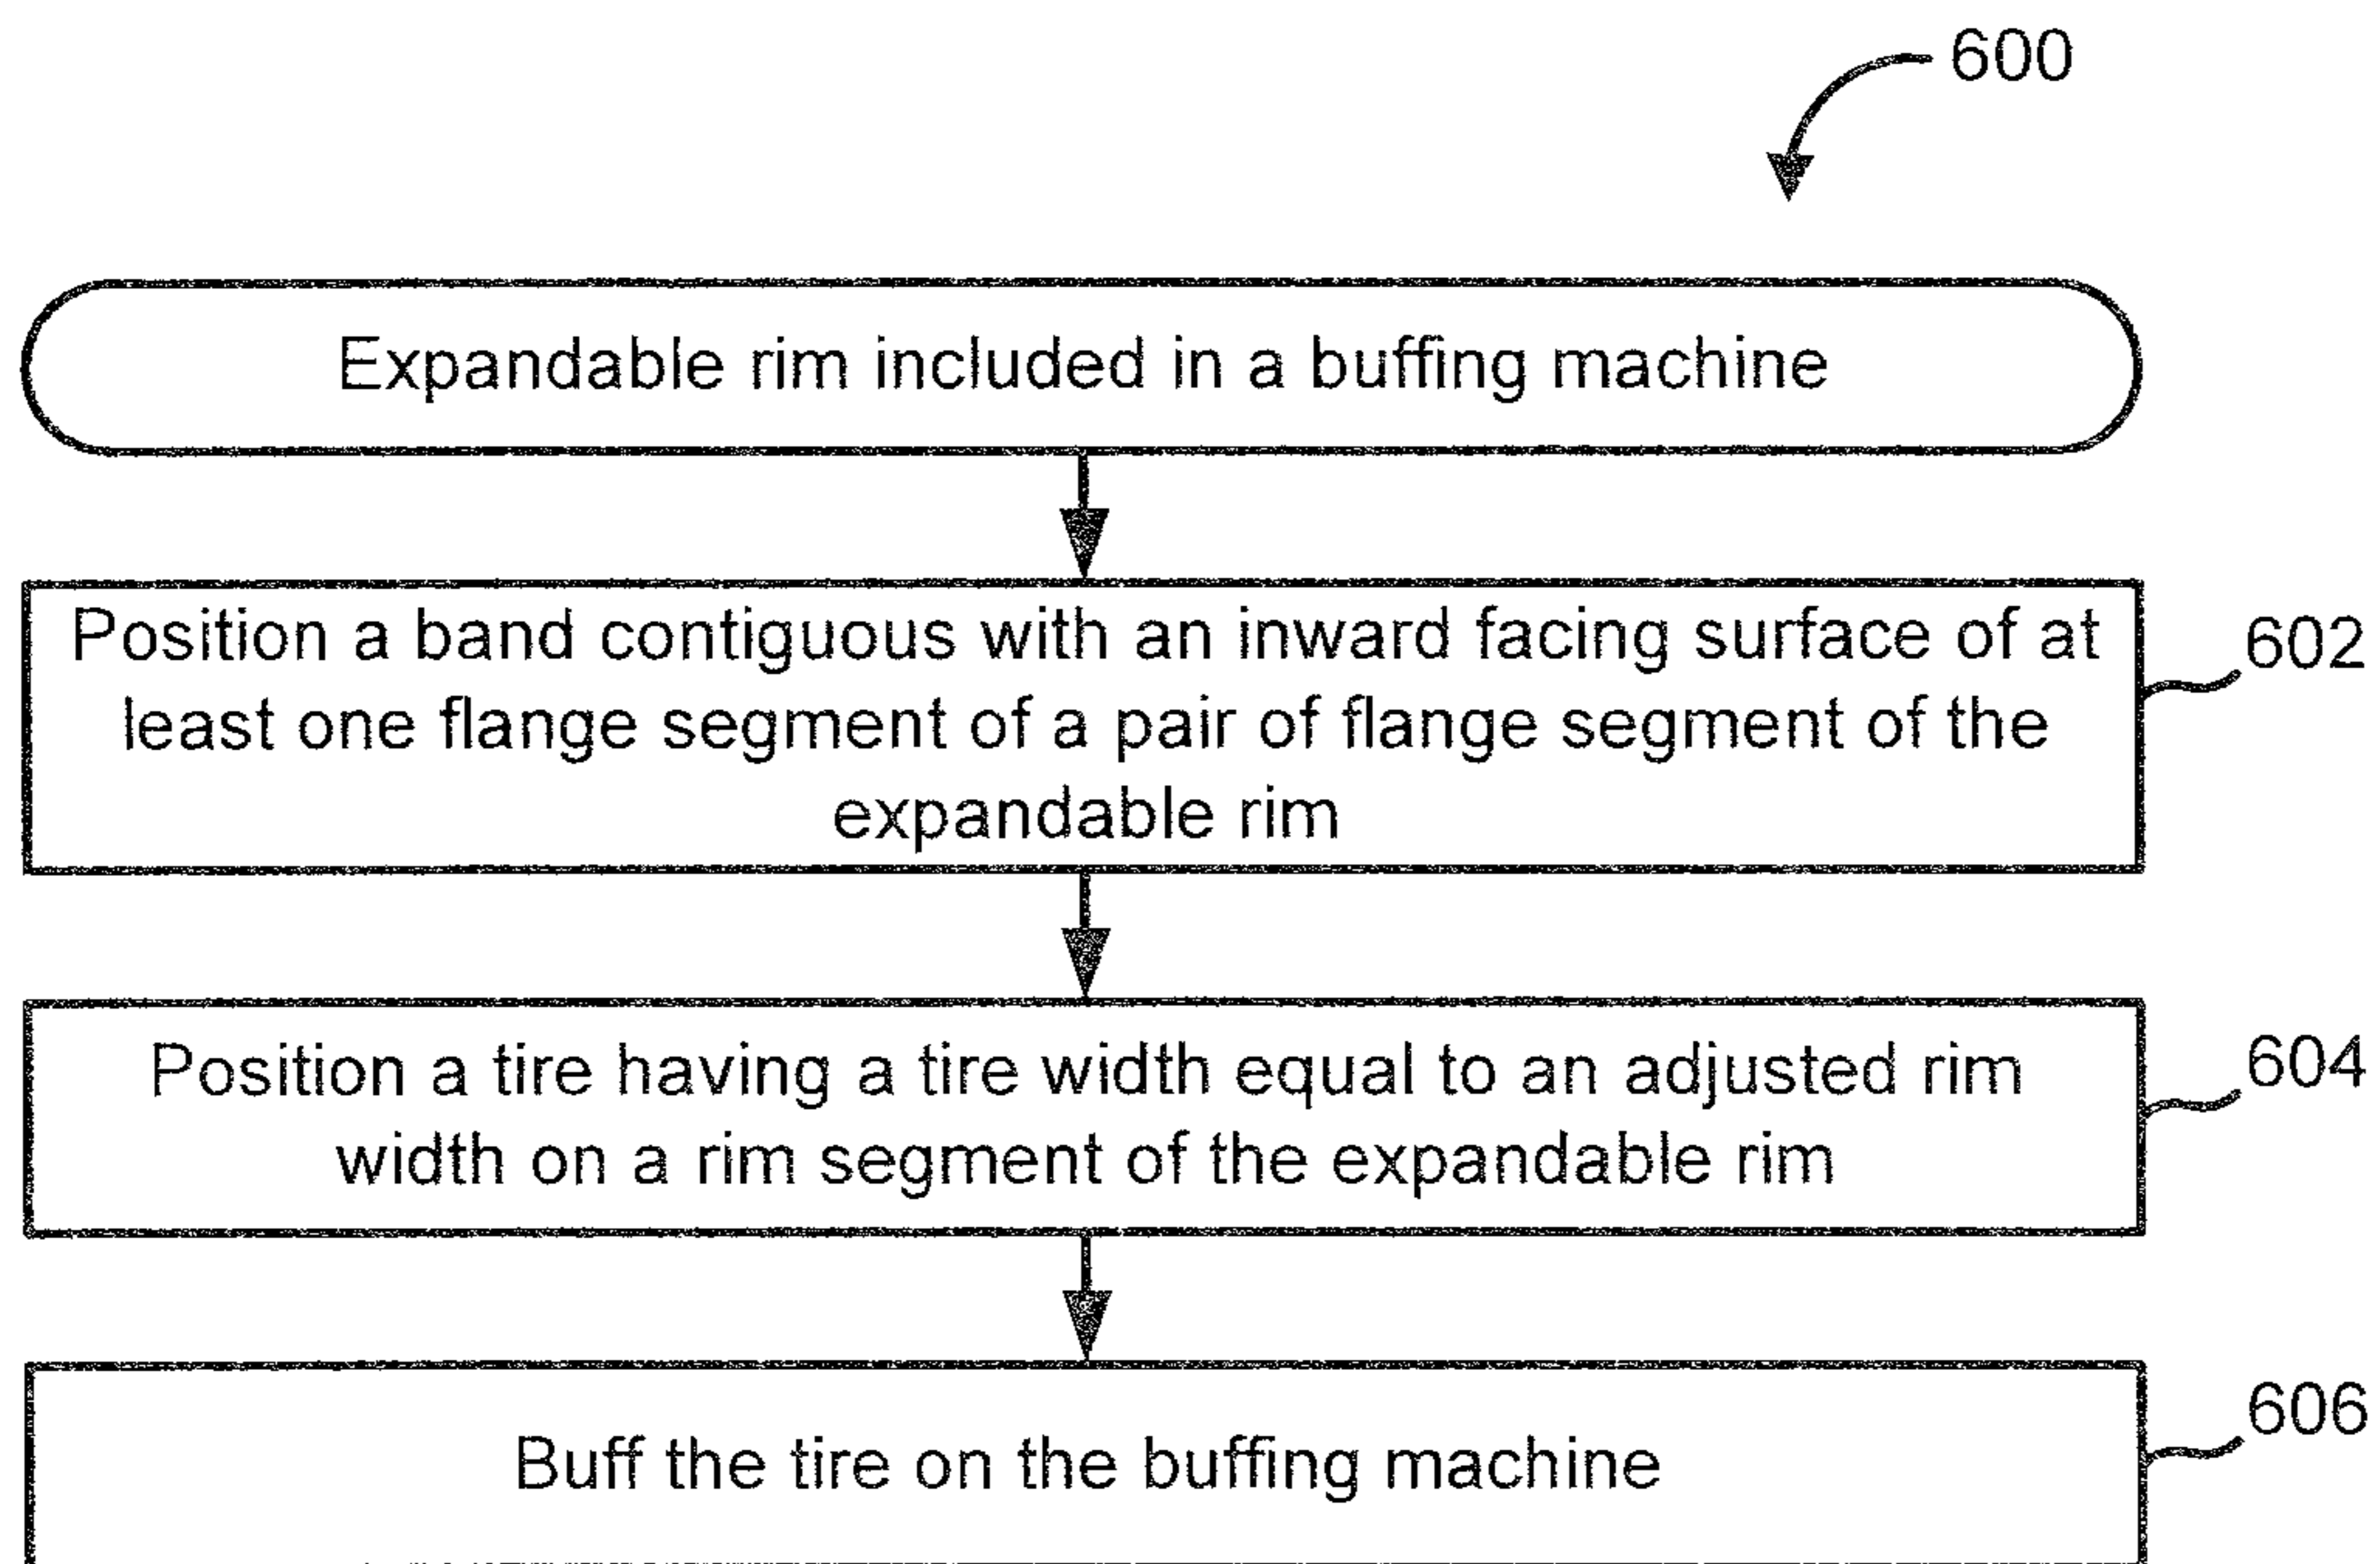 600
Expandable rim included in a buffing machine
Position a band contiguous with an inward facing surface of at
least one flange segment of a pair of flange segment of the
expandable rim
602
Position a tire having a tire width equal to an adjusted rim
width on a rim segment of the expandable rim
604
Buff the tire on the buffing machine
606